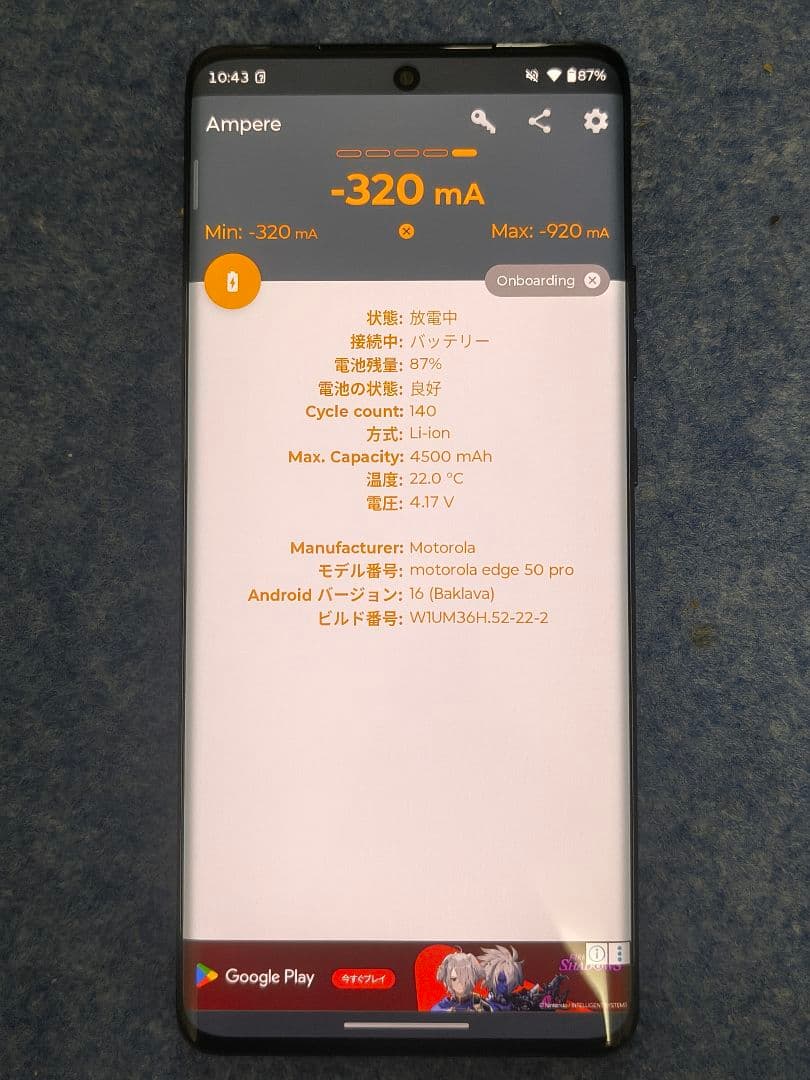 10:43
87%
Ampere
-320 mA
Min: -320 mA
Max: -920 mA
Onboarding
状態: 放電中
接続中: バッテリー
電池残量: 87%
電池の状態: 良好
Cycle count: 140
方式: Li-ion
Max. Capacity: 4500 mAh
温度: 22.0 °C
電圧: 4.17 V
Manufacturer: Motorola
モデル番号: motorola edge 50 pro
Android バージョン: 16 (Baklava)
ビルド番号: W1UM36H.52-22-2
Google Play
今すぐプレイ
SHADOWS
© Nintendo / INTELLIGENT SYSTEMS